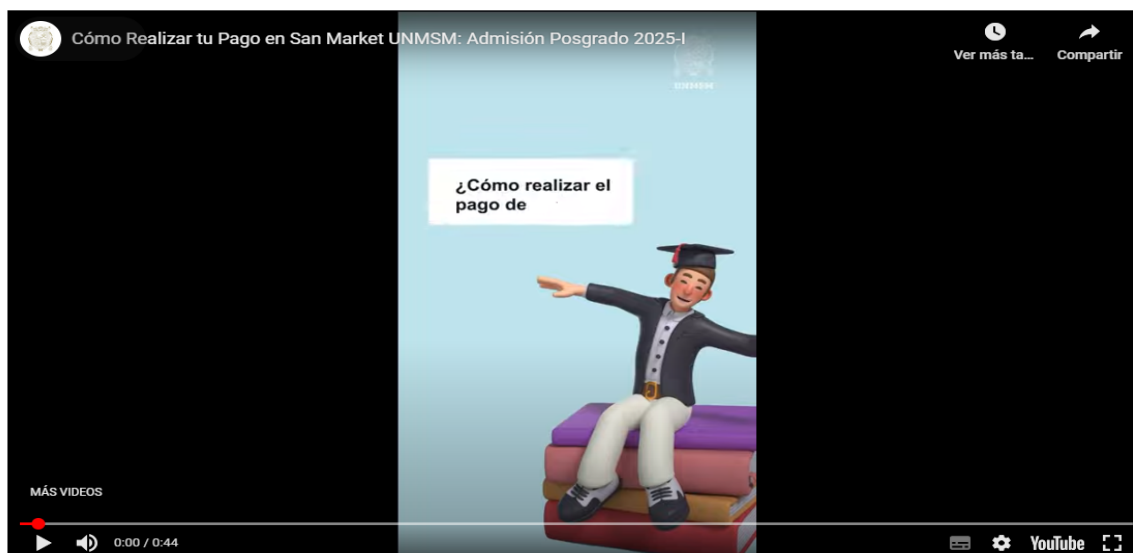 Cómo Realizar tu Pago en San Market UNMSM: Admisión Posgrado 2025-I
Ver más ta...
Compartir
UNMSM
¿Cómo realizar el
pago de
MÁS VIDEOS
0:00 / 0:44
YouTube